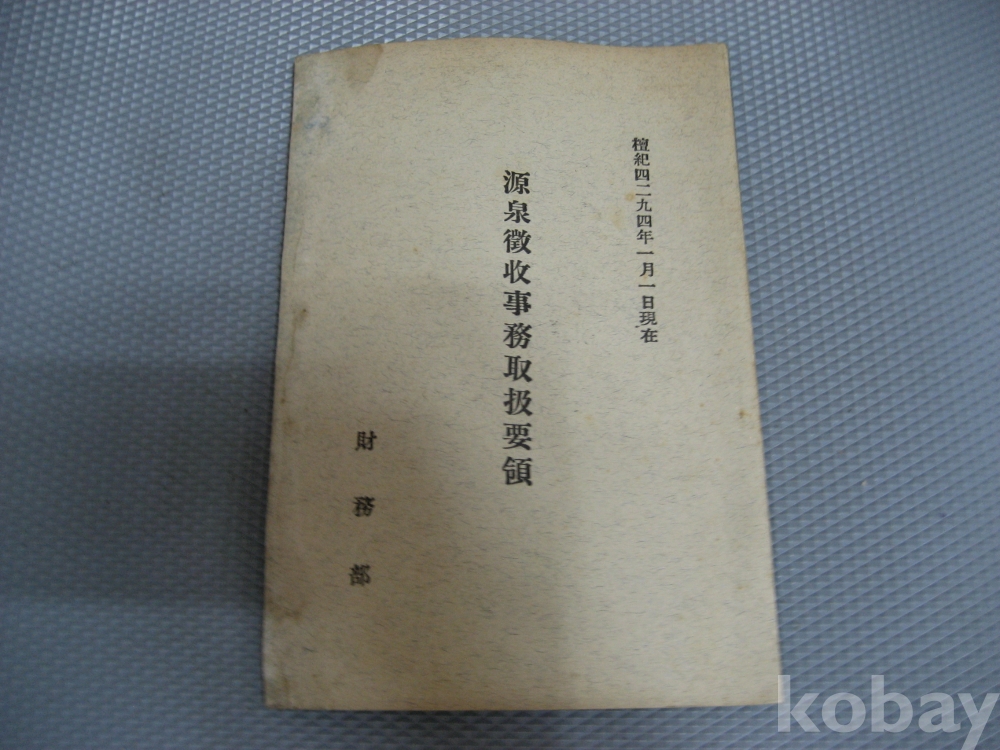 檀紀四二九四年一月一日現在
源泉徵收事務取扱要領
財務部
kobay